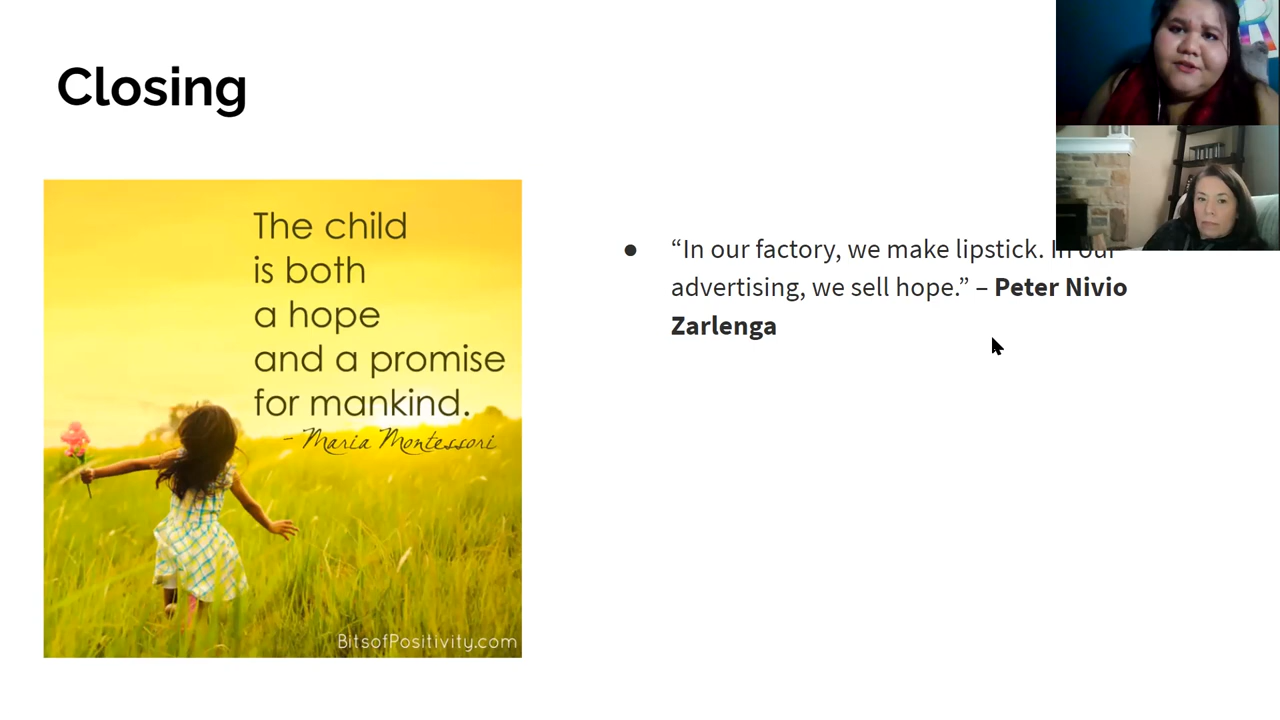 Closing
The child
is both
a hope
and a promise
for mankind.
- Maria Montessori
BitsofPositivity.com
● “In our factory, we make lipstick. In our
advertising, we sell hope.” – Peter Nivio
Zarlenga